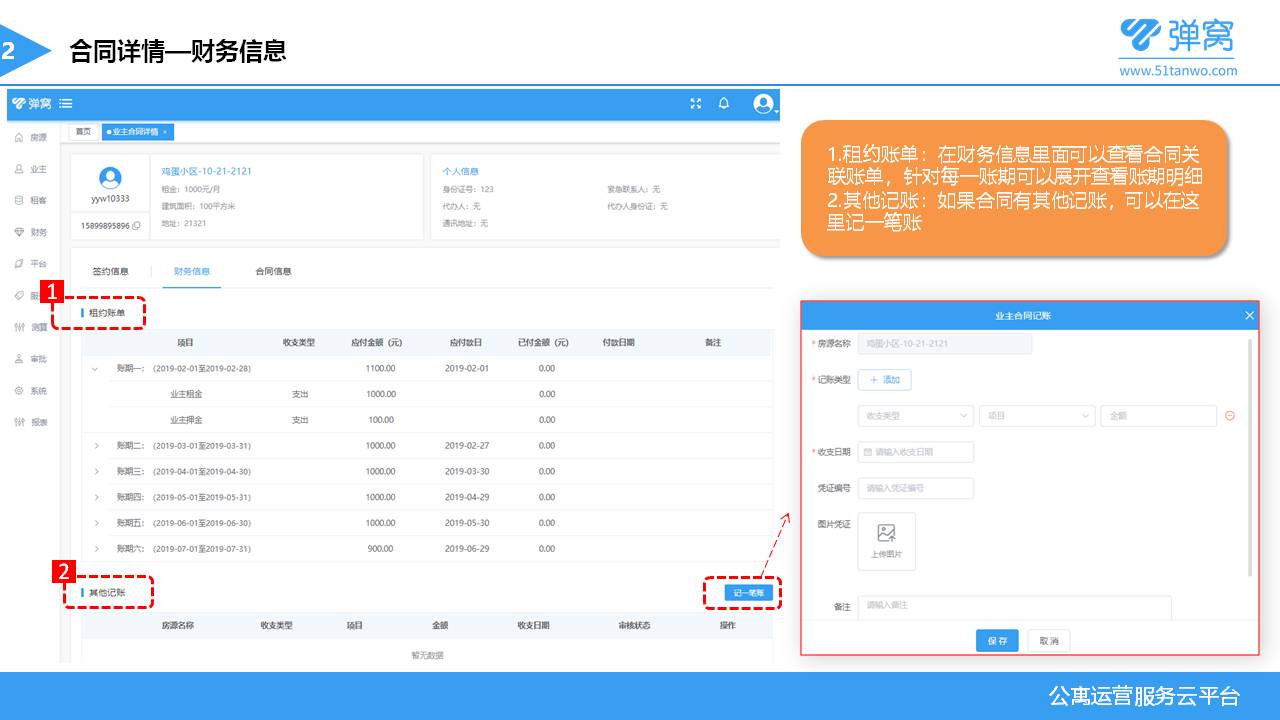 2
合同详情—财务信息
弹窝
www.51tanwo.com
弹窝
首页
业主合同详情 ×
房源
业主
租客
财务
平台
服
测算
审批
系统
报表
yyw10333
15899895896
鸡蛋小区-10-21-2121
租金：1000元/月
建筑面积：100平方米
地址：21321
个人信息
身份证号：123
紧急联系人：无
代办人：无
代办人身份证：无
通讯地址：无
签约信息 财务信息 合同信息
1
租约账单
项目 收支类型 应付金额（元） 应付款日 已付金额（元） 付款日期 备注
账期一：（2019-02-01至2019-02-28） 1100.00 2019-02-01 0.00
业主租金 支出 1000.00 0.00
业主押金 支出 100.00 0.00
账期二：（2019-03-01至2019-03-31） 1000.00 2019-02-27 0.00
账期三：（2019-04-01至2019-04-30） 1000.00 2019-03-30 0.00
账期四：（2019-05-01至2019-05-31） 1000.00 2019-04-29 0.00
账期五：（2019-06-01至2019-06-30） 1000.00 2019-05-30 0.00
账期六：（2019-07-01至2019-07-31） 900.00 2019-06-29 0.00
2
其他记账
记一笔账
房源名称 收支类型 项目 金额 收支日期 审核状态 操作
暂无数据
1.租约账单：在财务信息里面可以查看合同关
联账单，针对每一账期可以展开查看账期明细
2.其他记账：如果合同有其他记账，可以在这
里记一笔账
业主合同记账
* 房源名称 鸡蛋小区-10-21-2121
* 记账类型 + 添加
收支类型 项目 金额
* 收支日期 请输入收支日期
凭证编号 请输入凭证编号
图片凭证
上传图片
备注 请输入备注
保存 取消
公寓运营服务云平台